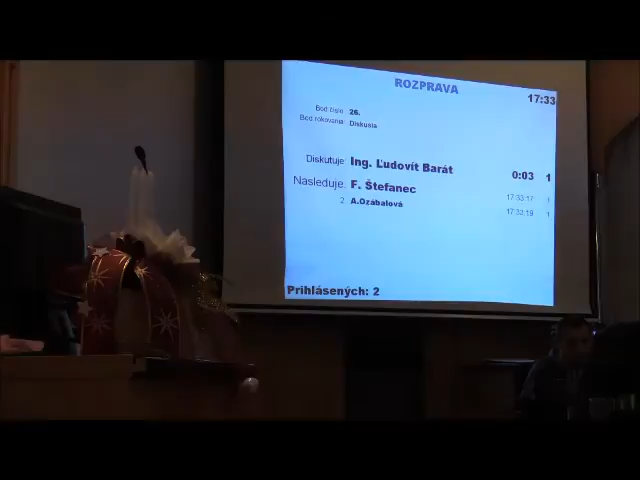 ROZPRAVA
17:33
Bod číslo: 26.
Bod rokovania: Diskusia
Diskutuje: Ing. Ľudovít Barát 0:03 1
Nasleduje: F. Štefanec 17:33:17 1
2. A.Ozábalová 17:33:19 1
Prihlásených: 2